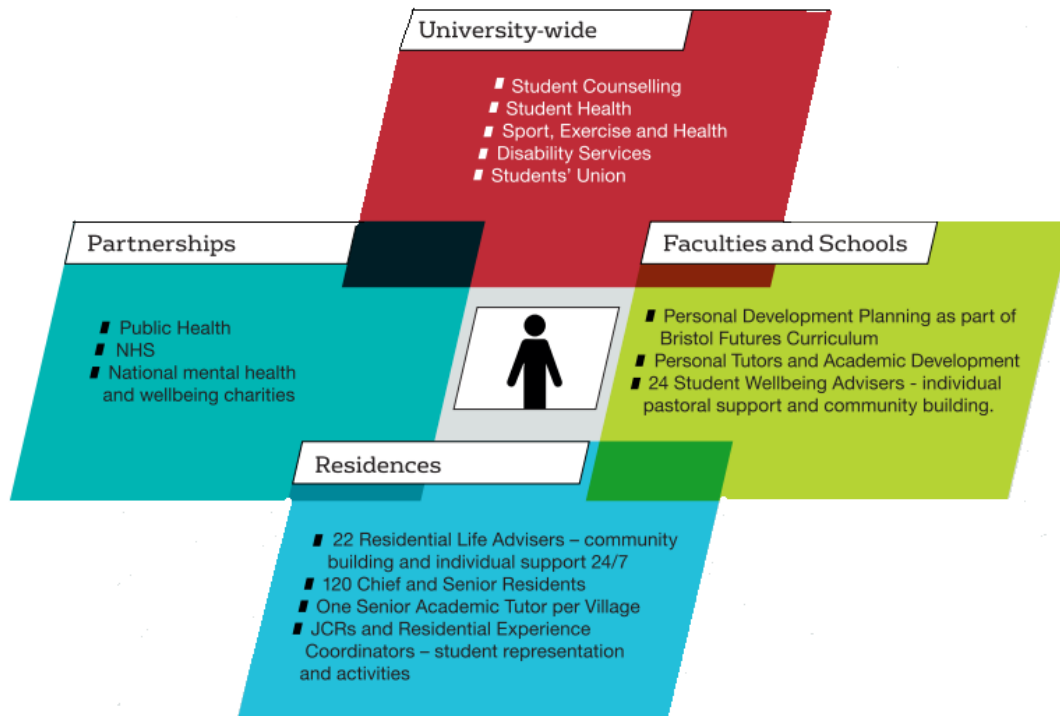 University-wide
Student Counselling
Student Health
Sport, Exercise and Health
Disability Services
Students' Union
Partnerships
Public Health
NHS
National mental health
and wellbeing charities
Faculties and Schools
Personal Development Planning as part of
Bristol Futures Curriculum
Personal Tutors and Academic Development
24 Student Wellbeing Advisers - individual
pastoral support and community building.
Residences
22 Residential Life Advisers – community
building and individual support 24/7
120 Chief and Senior Residents
One Senior Academic Tutor per Village
JCRs and Residential Experience
Coordinators – student representation
and activities